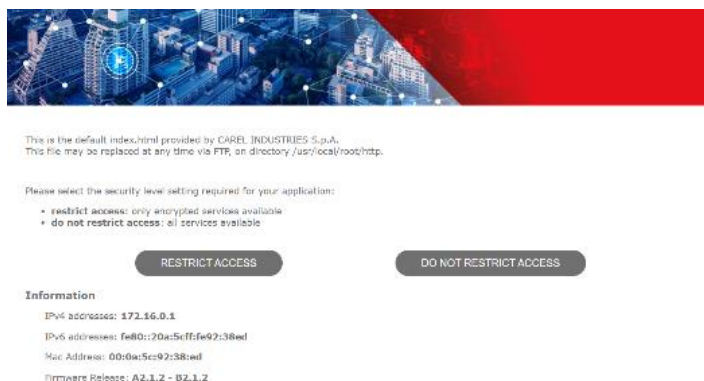 This is the default index.html provided by CAREL INDUSTRIES S.p.A.
This file may be replaced at any time via FTP, on directory /usr/local/root/http.
Please select the security level setting required for your application:
• restrict access: only encrypted services available
• do not restrict access: all services available
RESTRICT ACCESS
DO NOT RESTRICT ACCESS
Information
IPv4 addresses: 172.16.0.1
IPv6 addresses: fe80::20a:5cff:fe92:38ed
Mac Address: 00:0a:5c:92:38:ed
Firmware Release: A2.1.2 - B2.1.2